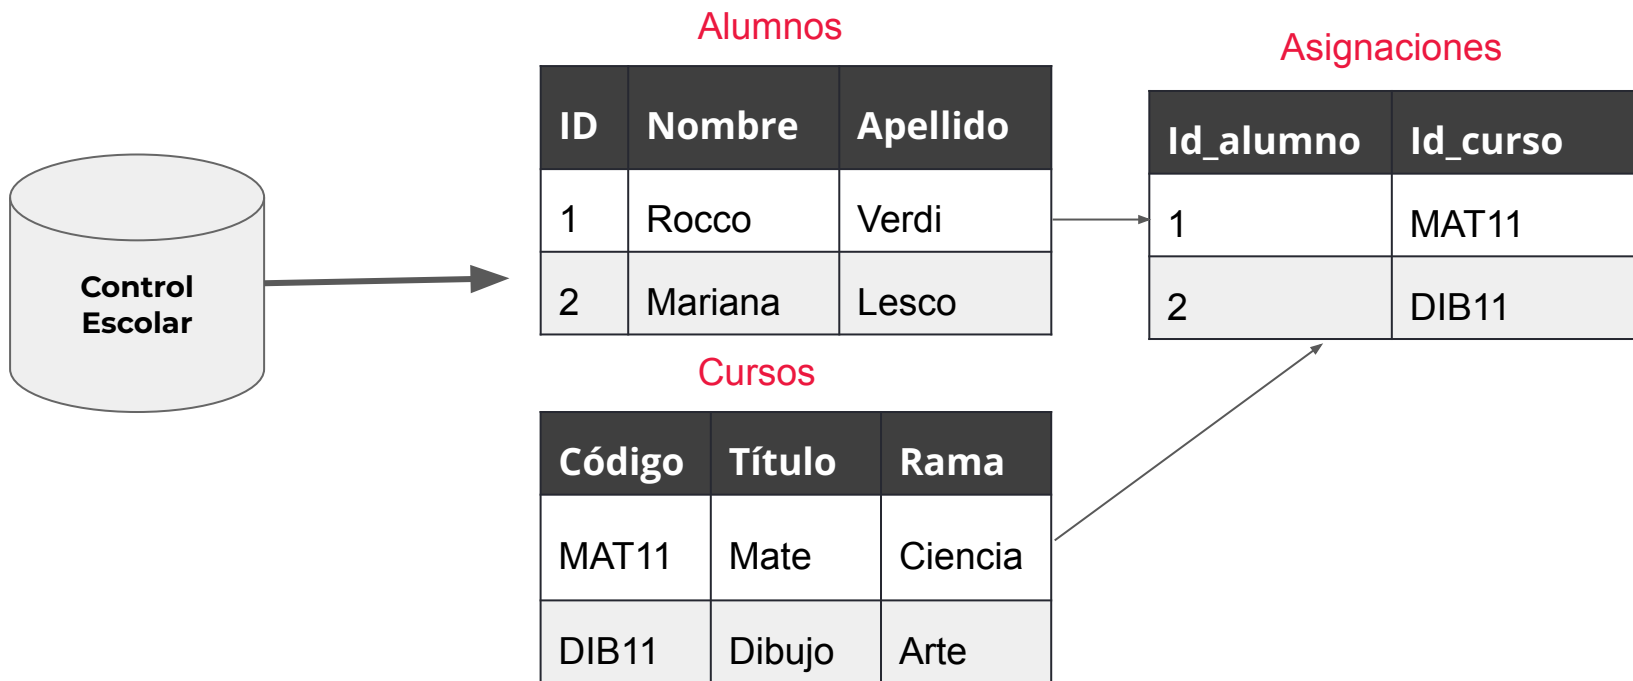 Control
Escolar
Alumnos
ID Nombre Apellido
1 Rocco Verdi
2 Mariana Lesco
Cursos
Código Título Rama
MAT11 Mate Ciencia
DIB11 Dibujo Arte
Asignaciones
Id_alumno Id_curso
1 MAT11
2 DIB11